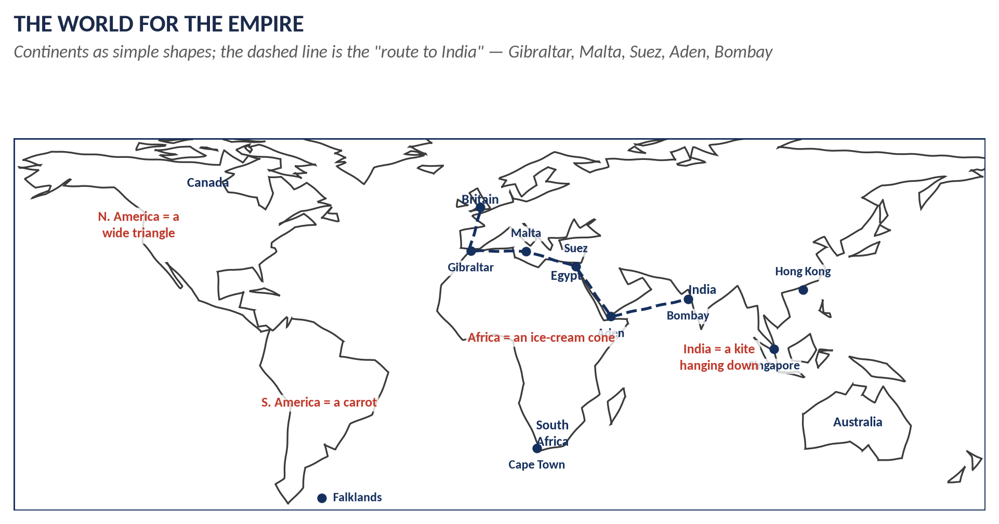 THE WORLD FOR THE EMPIRE
Continents as simple shapes; the dashed line is the "route to India" — Gibraltar, Malta, Suez, Aden, Bombay
Canada
Britain
N. America = a
wide triangle
Malta
Suez
Gibraltar
Egypt
Hong Kong
India
Bombay
Aden
Africa = an ice-cream cone
India = a kite
hanging down
Singapore
S. America = a carrot
South
Africa
Australia
Cape Town
Falklands